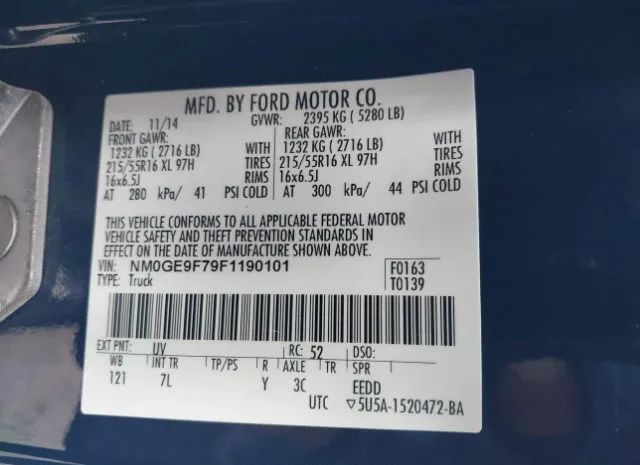 MFD. BY FORD MOTOR CO.
DATE: 11/14 GVWR: 2395 KG ( 5280 LB)
FRONT GAWR: REAR GAWR:
1232 KG ( 2716 LB) WITH 1232 KG ( 2716 LB) WITH
215/55R16 XL 97H TIRES 215/55R16 XL 97H TIRES
16x6.5J RIMS 16x6.5J RIMS
AT 280 kPa/ 41 PSI COLD AT 300 kPa/ 44 PSI COLD
THIS VEHICLE CONFORMS TO ALL APPLICABLE FEDERAL MOTOR
VEHICLE SAFETY AND THEFT PREVENTION STANDARDS IN
EFFECT ON THE DATE OF MANUFACTURE SHOWN ABOVE.
VIN: NM0GE9F79F1190101 F0163
TYPE: Truck T0139
EXT PNT: UV RC: 52 DSO:
WB INT TR TP/PS R AXLE TR SPR
121 7L Y 3C EEDD
UTC ▽5U5A-1520472-BA